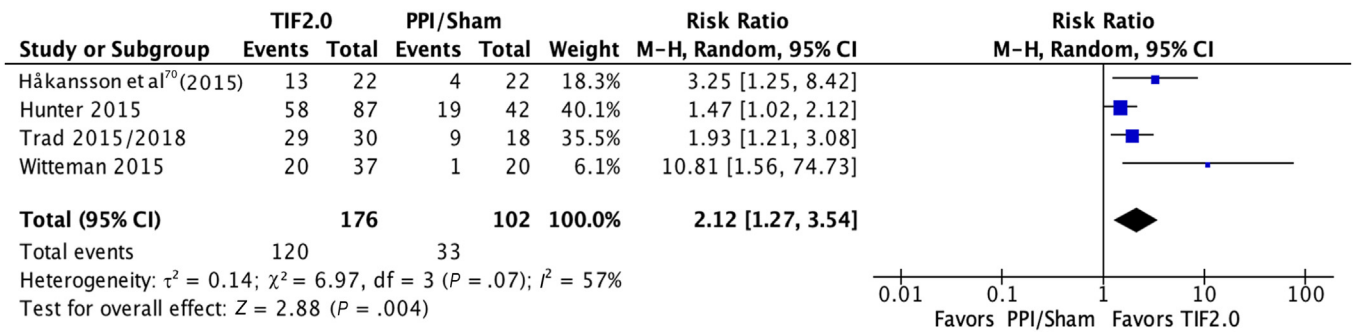 TIF2.0 PPI/Sham Risk Ratio Risk Ratio
Study or Subgroup Events Total Events Total Weight M-H, Random, 95% CI M-H, Random, 95% CI
Håkansson et al⁷⁰ (2015) 13 22 4 22 18.3% 3.25 [1.25, 8.42]
Hunter 2015 58 87 19 42 40.1% 1.47 [1.02, 2.12]
Trad 2015/2018 29 30 9 18 35.5% 1.93 [1.21, 3.08]
Witteman 2015 20 37 1 20 6.1% 10.81 [1.56, 74.73]
Total (95% CI) 176 102 100.0% 2.12 [1.27, 3.54]
Total events 120 33
Heterogeneity: τ² = 0.14; χ² = 6.97, df = 3 (P = .07); I² = 57%
Test for overall effect: Z = 2.88 (P = .004)
0.01 0.1 1 10 100
Favors PPI/Sham Favors TIF2.0